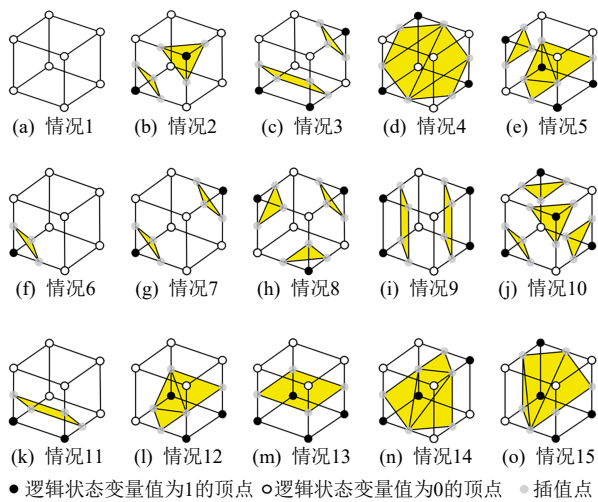 (a) 情况1 (b) 情况2 (c) 情况3 (d) 情况4 (e) 情况5
(f) 情况6 (g) 情况7 (h) 情况8 (i) 情况9 (j) 情况10
(k) 情况11 (l) 情况12 (m) 情况13 (n) 情况14 (o) 情况15
逻辑状态变量值为1的顶点 逻辑状态变量值为0的顶点 插值点